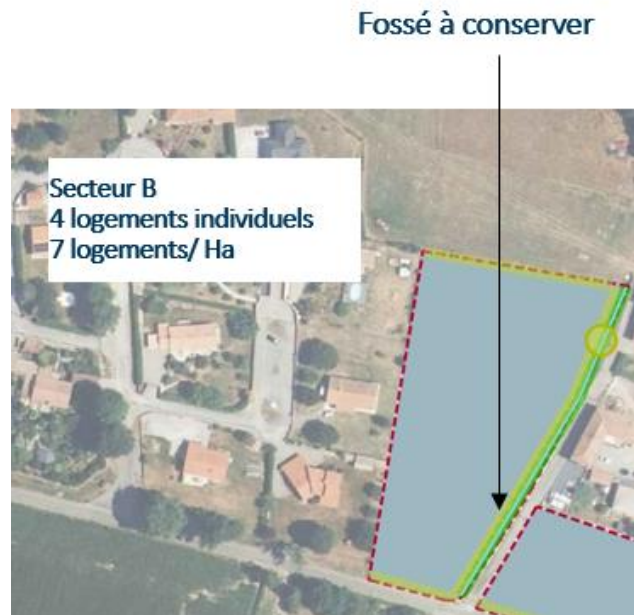 Fossé à conserver
Secteur B
4 logements individuels
7 logements/ Ha